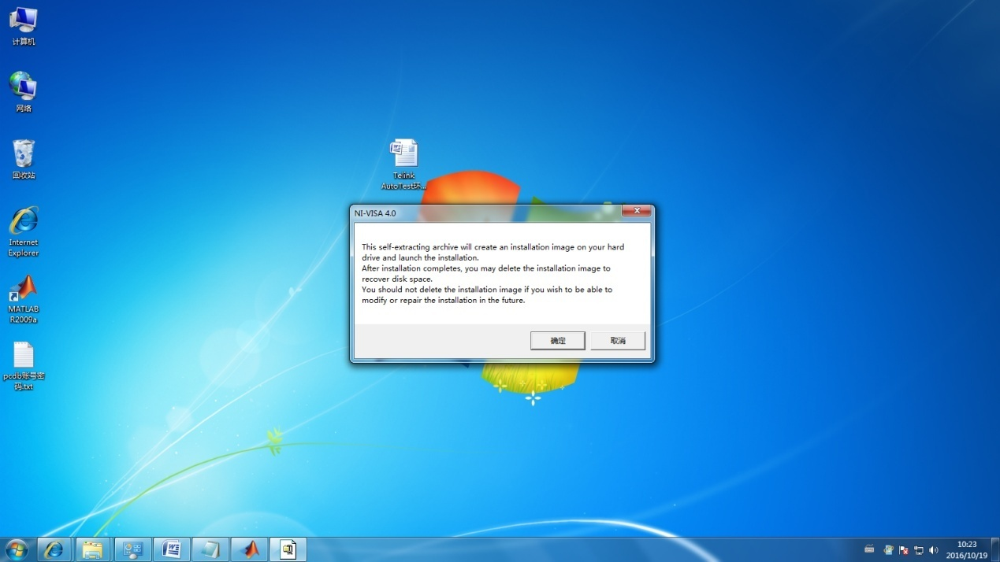 计算机
网络
回收站
Internet
Explorer
MATLAB
R2009a
pcdb账号密
码.txt
Telink
AutoTest环...
NI-VISA 4.0
This self-extracting archive will create an installation image on your hard
drive and launch the installation.
After installation completes, you may delete the installation image to
recover disk space.
You should not delete the installation image if you wish to be able to
modify or repair the installation in the future.
确定
取消
10:23
2016/10/19